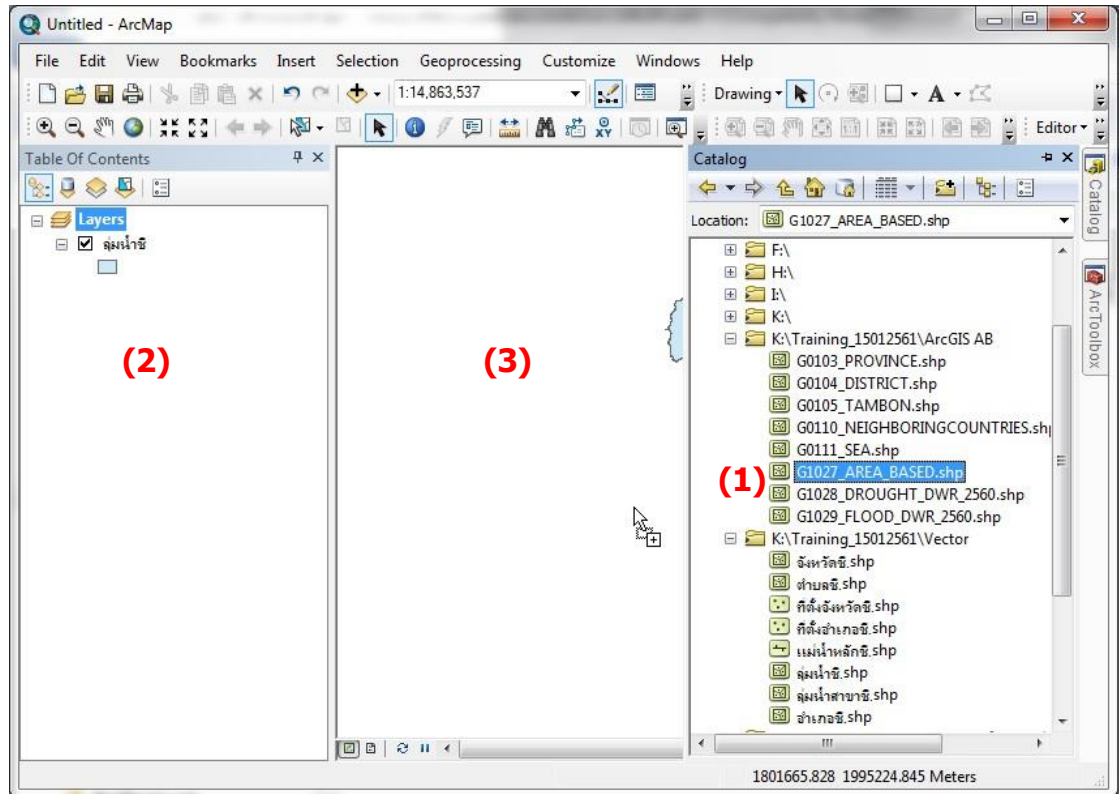 Untitled - ArcMap
File Edit View Bookmarks Insert Selection Geoprocessing Customize Windows Help
1:14,863,537
Drawing
A
Editor
Table Of Contents
Layers
ลุ่มน้ำชี
(2)
(3)
(1)
Catalog
Location: G1027_AREA_BASED.shp
F:\
H:\
I:\
K:\
K:\Training_15012561\ArcGIS AB
G0103_PROVINCE.shp
G0104_DISTRICT.shp
G0105_TAMBON.shp
G0110_NEIGHBORINGCOUNTRIES.sh
G0111_SEA.shp
G1027_AREA_BASED.shp
G1028_DROUGHT_DWR_2560.shp
G1029_FLOOD_DWR_2560.shp
K:\Training_15012561\Vector
จังหวัดชี.shp
ตำบลชี.shp
ที่ตั้งจังหวัดชี.shp
ที่ตั้งอำเภอชี.shp
แม่น้ำหลักชี.shp
ลุ่มน้ำชี.shp
ลุ่มน้ำสาขาชี.shp
อำเภอชี.shp
Catalog
ArcToolbox
1801665.828 1995224.845 Meters